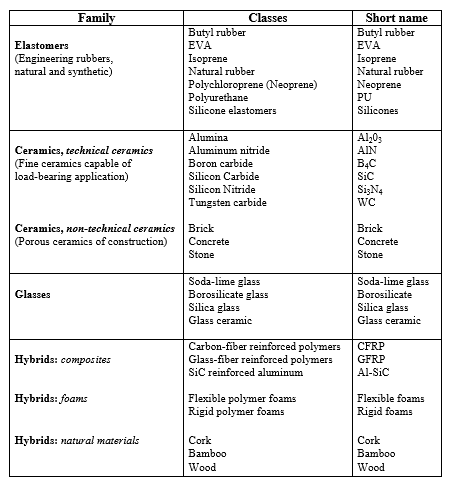 Family Classes Short name
Butyl rubber Butyl rubber
Elastomers EVA EVA
(Engineering rubbers, Isoprene Isoprene
natural and synthetic) Natural rubber Natural rubber
Polychloroprene (Neoprene) Neoprene
Polyurethane PU
Silicone elastomers Silicones
Alumina Al₂0₃
Ceramics, technical ceramics Aluminum nitride AlN
(Fine ceramics capable of Boron carbide B₄C
load-bearing application) Silicon Carbide SiC
Silicon Nitride Si₃N₄
Tungsten carbide WC
Ceramics, non-technical ceramics Brick Brick
(Porous ceramics of construction) Concrete Concrete
Stone Stone
Soda-lime glass Soda-lime glass
Glasses Borosilicate glass Borosilicate
Silica glass Silica glass
Glass ceramic Glass ceramic
Carbon-fiber reinforced polymers CFRP
Hybrids: composites Glass-fiber reinforced polymers GFRP
SiC reinforced aluminum Al-SiC
Hybrids: foams Flexible polymer foams Flexible foams
Rigid polymer foams Rigid foams
Hybrids: natural materials Cork Cork
Bamboo Bamboo
Wood Wood